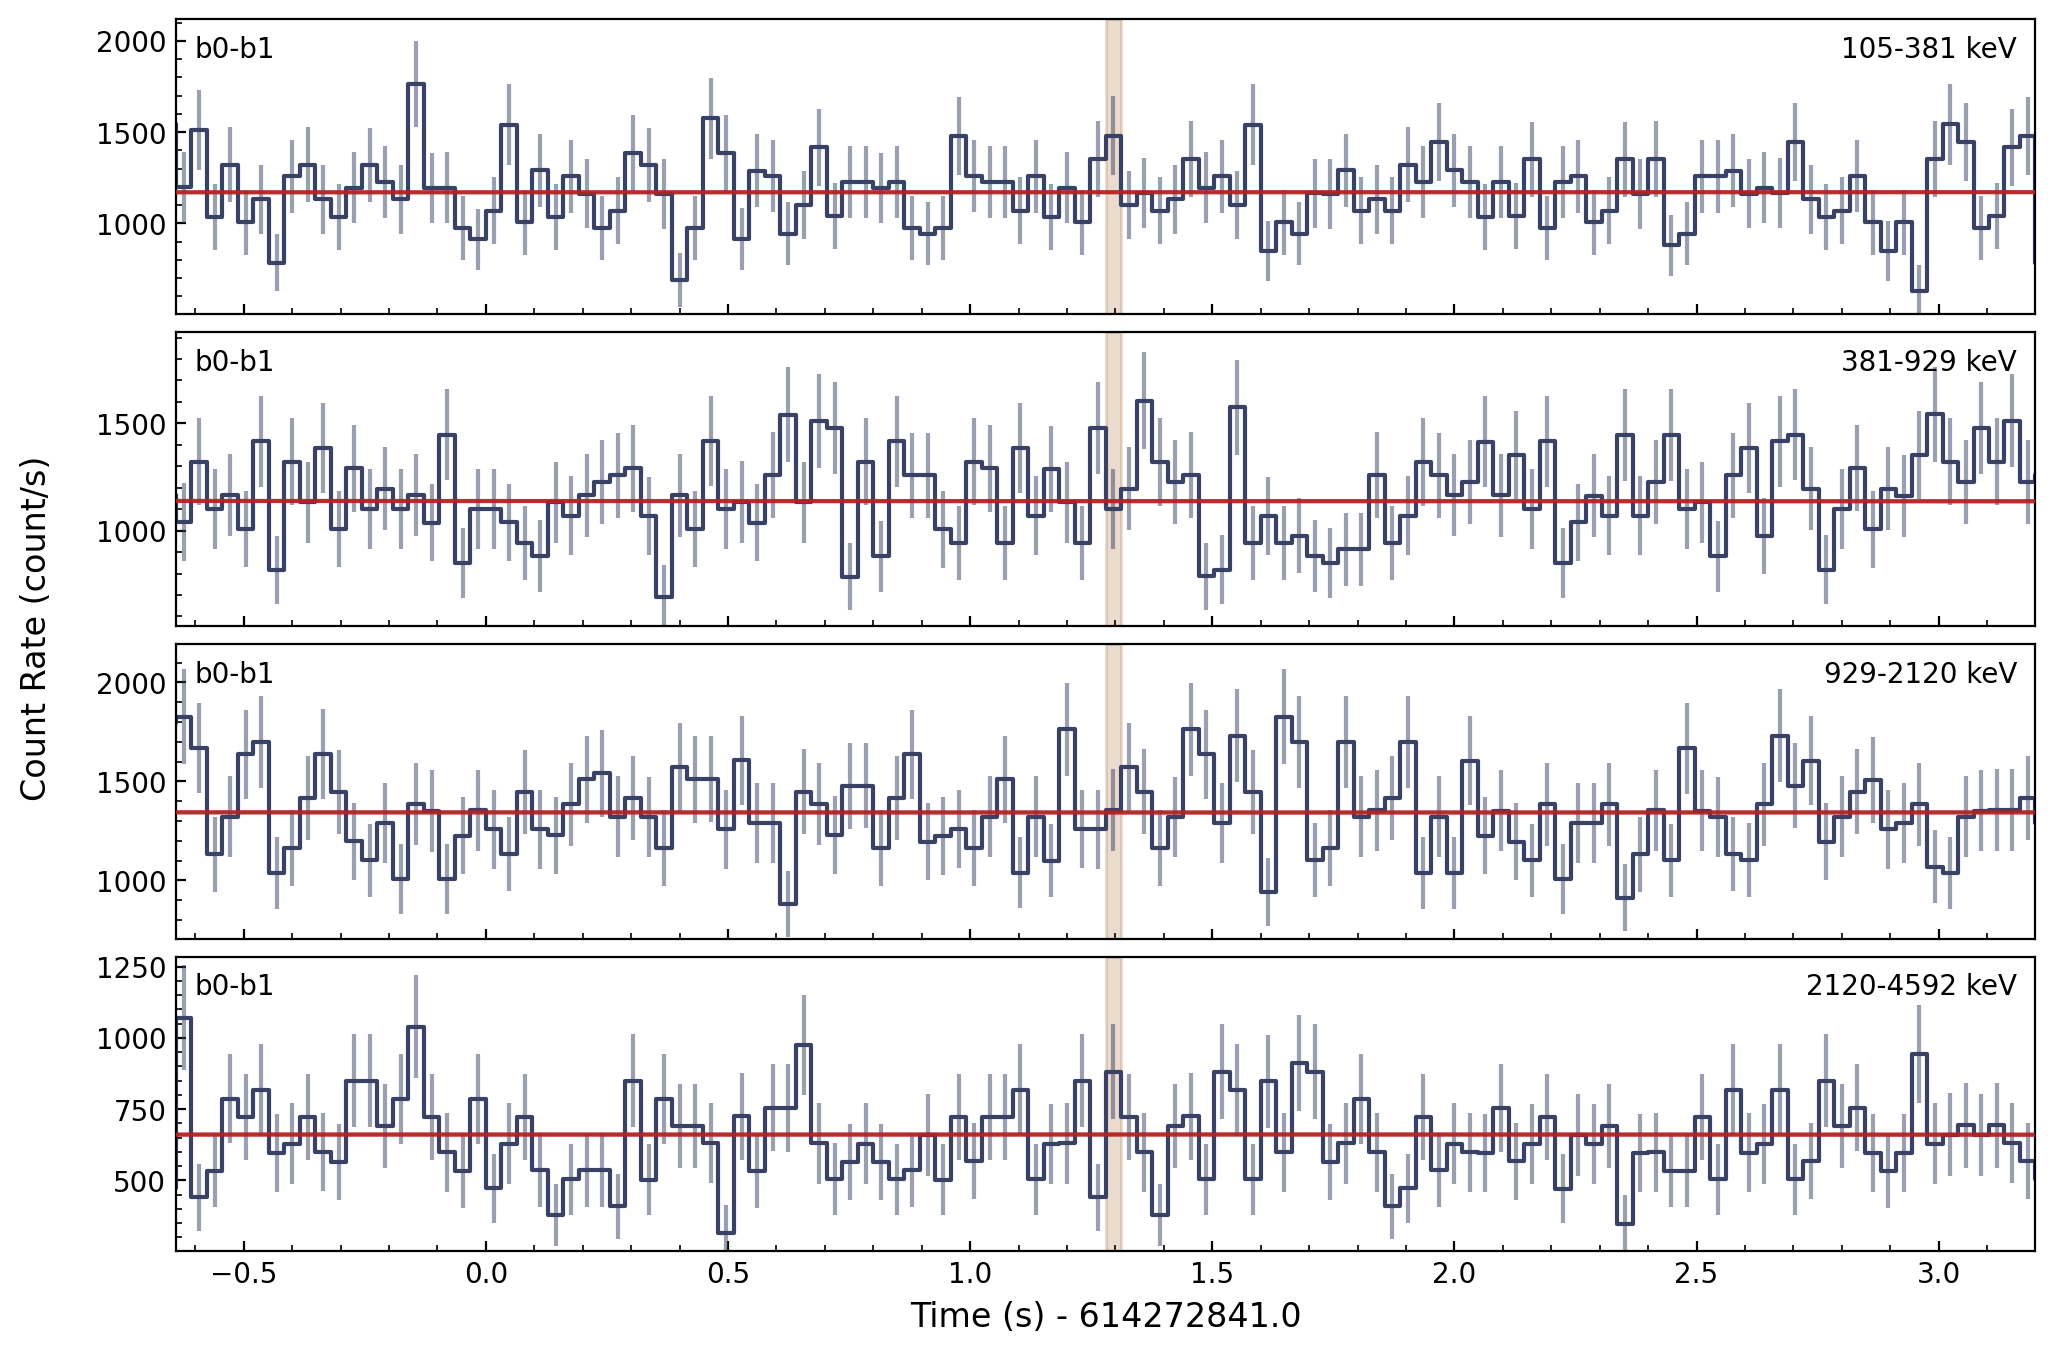 b0-b1 105-381 keV
2000
1500
1000
b0-b1 381-929 keV
1500
1000
b0-b1 929-2120 keV
2000
1500
1000
b0-b1 2120-4592 keV
1250
1000
750
500
Count Rate (count/s)
−0.5 0.0 0.5 1.0 1.5 2.0 2.5 3.0
Time (s) - 614272841.0